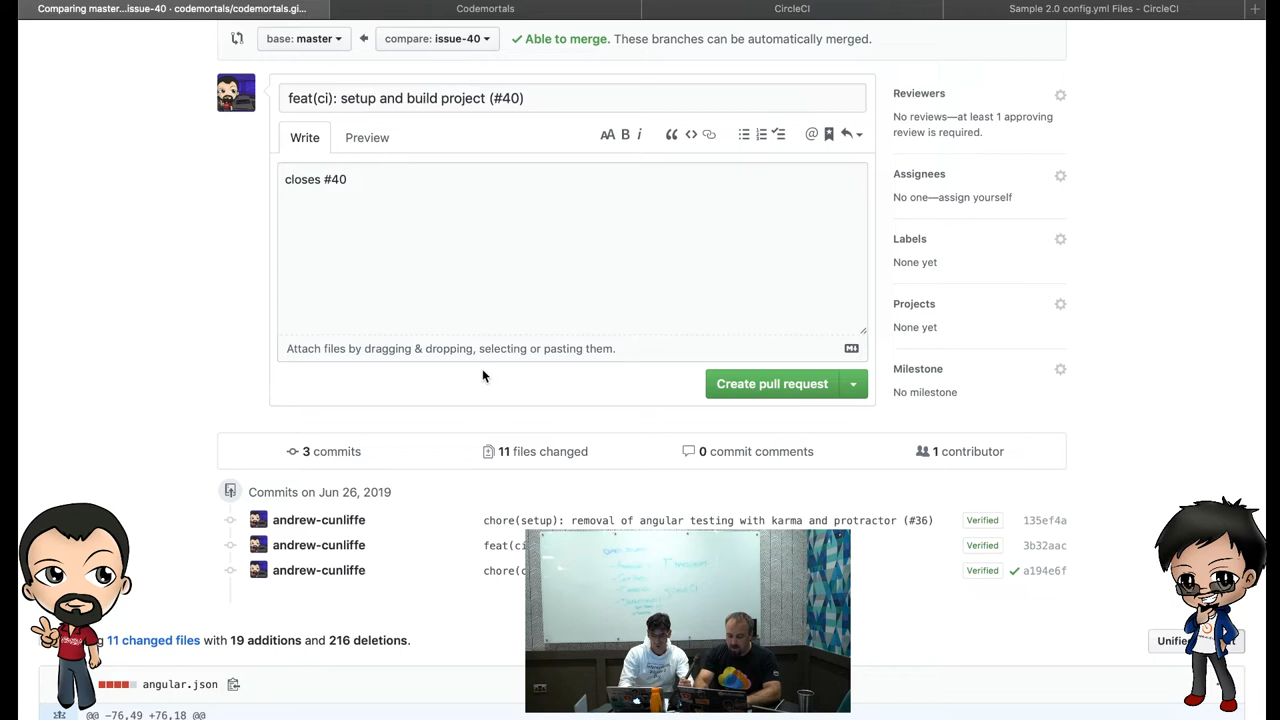 Comparing master...issue-40 · codemortals/codemortals.gi...
Codemortals
CircleCI
Sample 2.0 config.yml Files - CircleCI
base: master
compare: issue-40
Able to merge. These branches can be automatically merged.
feat(ci): setup and build project (#40)
Write
Preview
AA B i
closes #40
Attach files by dragging & dropping, selecting or pasting them.
Create pull request
Reviewers
No reviews—at least 1 approving
review is required.
Assignees
No one—assign yourself
Labels
None yet
Projects
None yet
Milestone
No milestone
3 commits
11 files changed
0 commit comments
1 contributor
Commits on Jun 26, 2019
andrew-cunliffe chore(setup): removal of angular testing with karma and protractor (#36) Verified 135ef4a
andrew-cunliffe feat(ci Verified 3b32aac
andrew-cunliffe chore(c Verified a194e6f
11 changed files with 19 additions and 216 deletions.
Unifie
angular.json
@@ -76,49 +76,18 @@